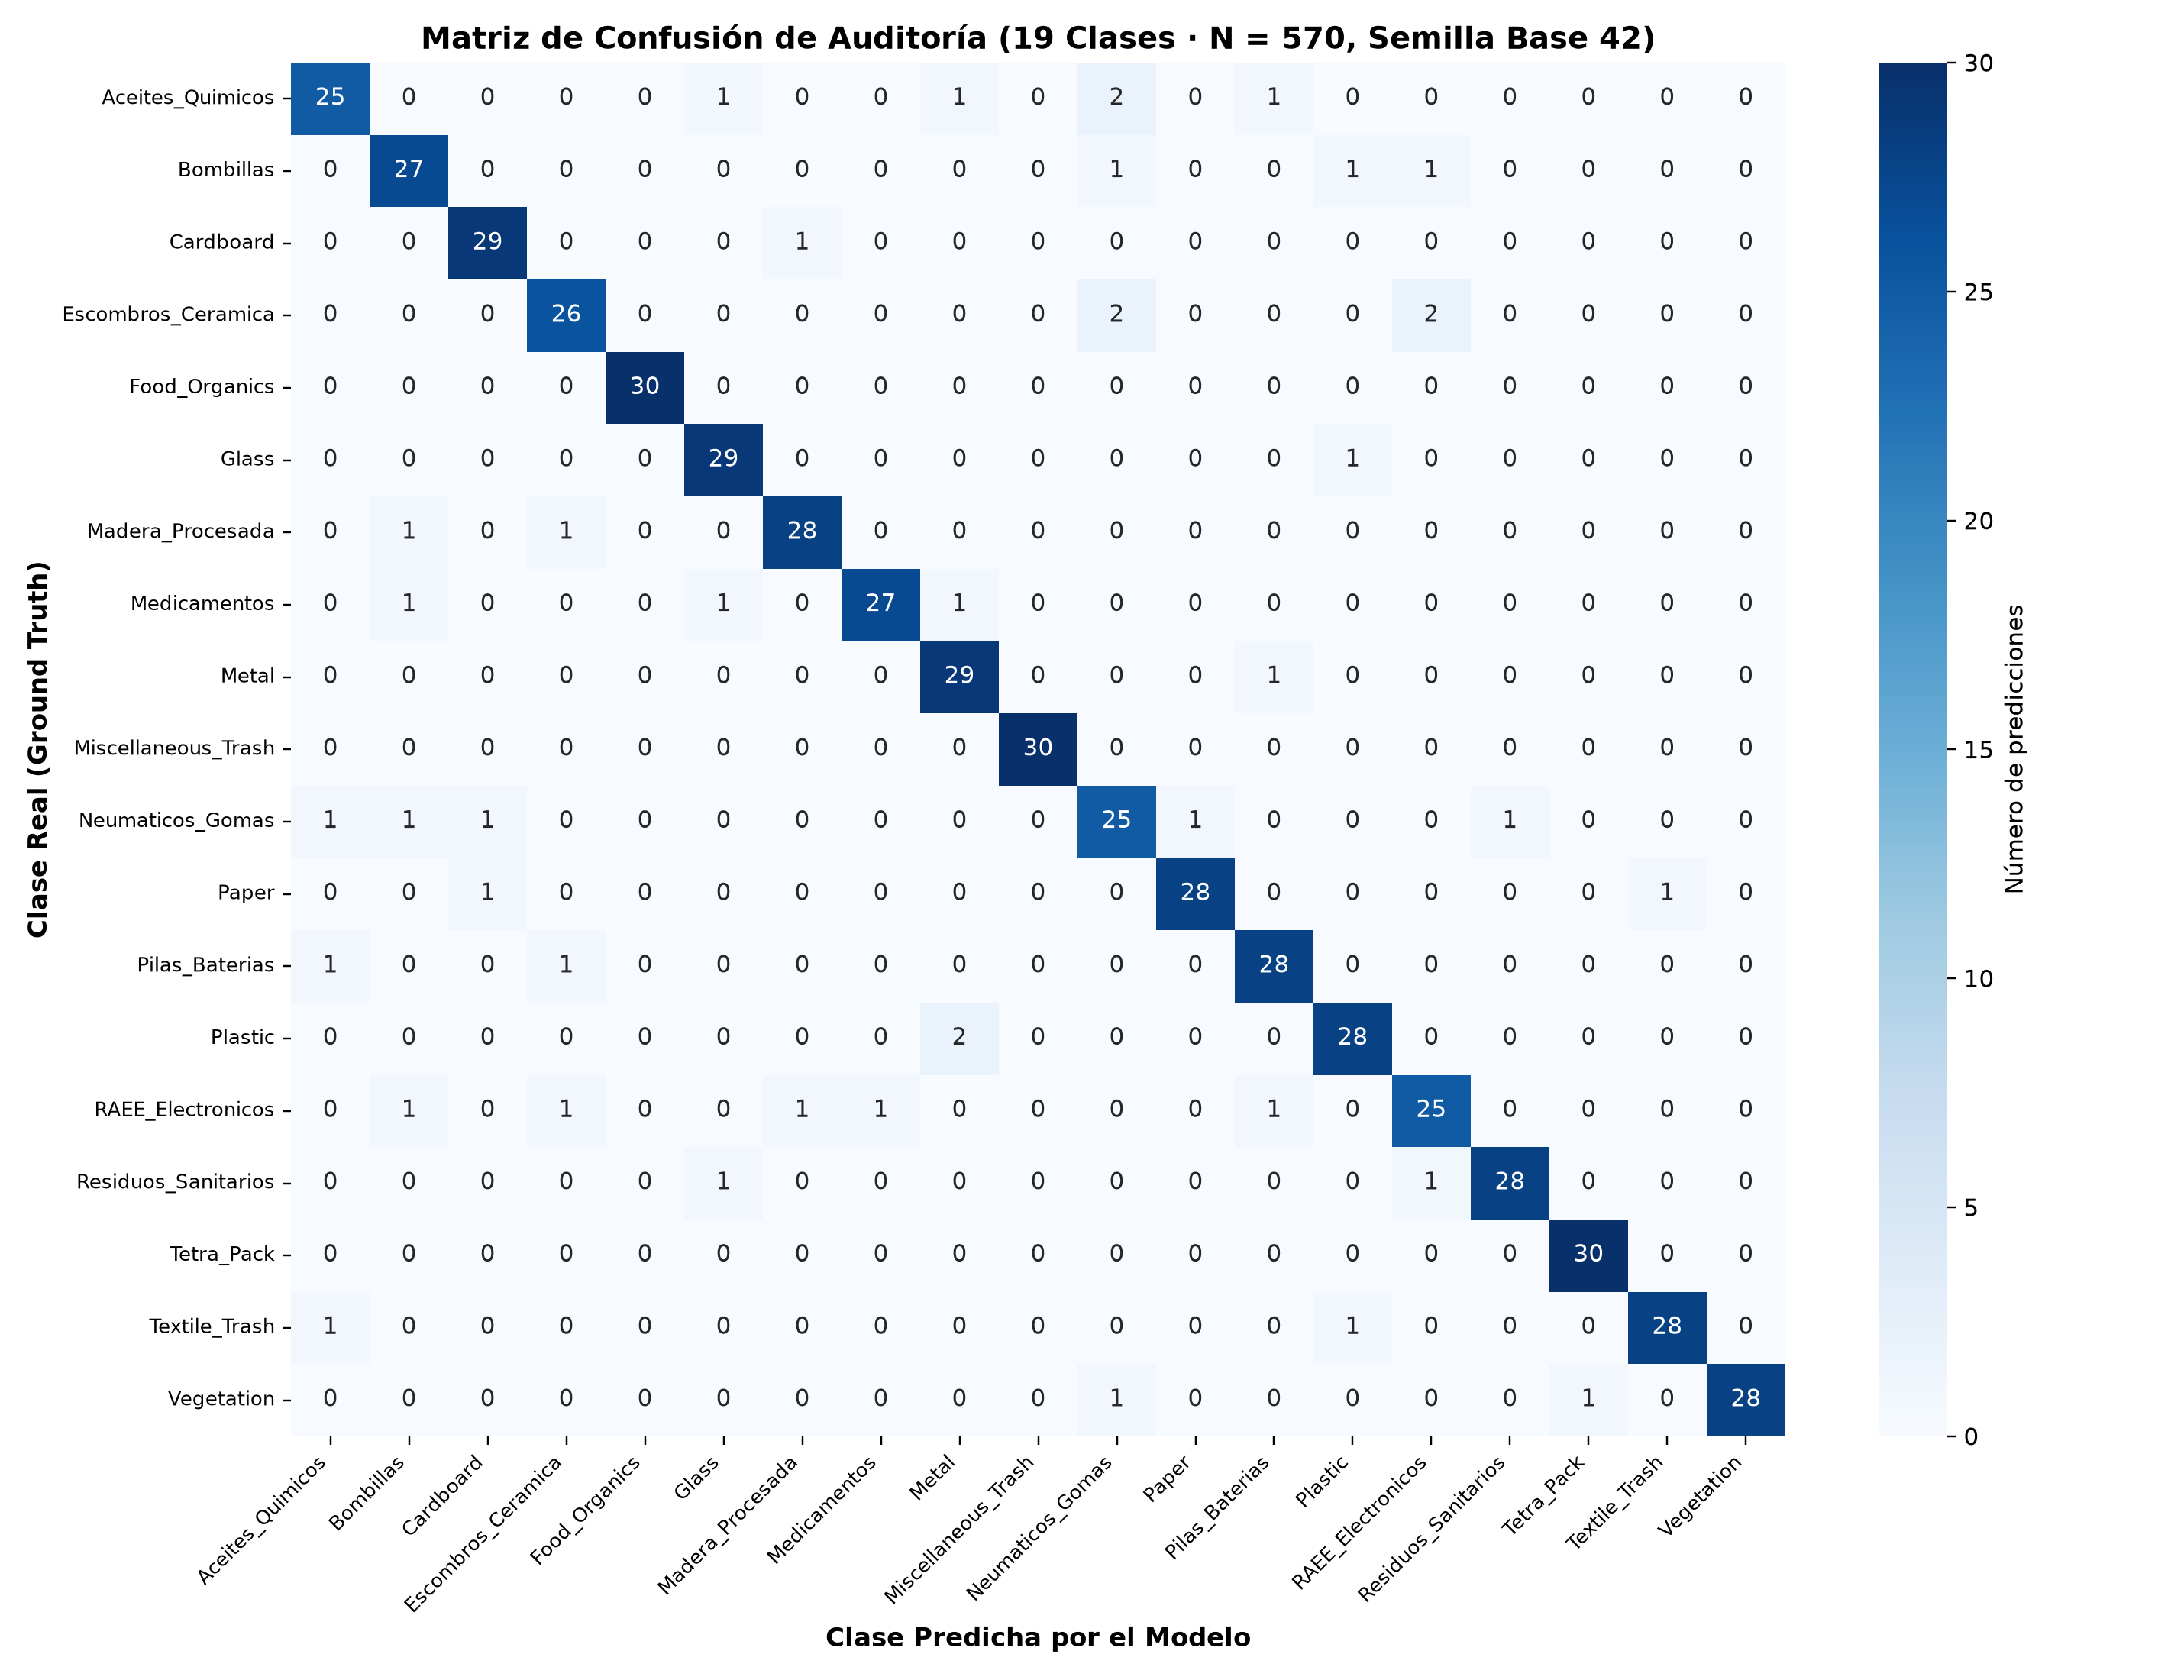 Matriz de Confusión de Auditoría (19 Clases · N = 570, Semilla Base 42)
Clase Real (Ground Truth)
Aceites_Quimicos 25 0 0 0 0 1 0 0 1 0 2 0 1 0 0 0 0 0 0
Bombillas 0 27 0 0 0 0 0 0 0 0 1 0 0 1 1 0 0 0 0
Cardboard 0 0 29 0 0 0 1 0 0 0 0 0 0 0 0 0 0 0 0
Escombros_Ceramica 0 0 0 26 0 0 0 0 0 0 2 0 0 0 2 0 0 0 0
Food_Organics 0 0 0 0 30 0 0 0 0 0 0 0 0 0 0 0 0 0 0
Glass 0 0 0 0 0 29 0 0 0 0 0 0 0 1 0 0 0 0 0
Madera_Procesada 0 1 0 1 0 0 28 0 0 0 0 0 0 0 0 0 0 0 0
Medicamentos 0 1 0 0 0 1 0 27 1 0 0 0 0 0 0 0 0 0 0
Metal 0 0 0 0 0 0 0 0 29 0 0 0 1 0 0 0 0 0 0
Miscellaneous_Trash 0 0 0 0 0 0 0 0 0 30 0 0 0 0 0 0 0 0 0
Neumaticos_Gomas 1 1 1 0 0 0 0 0 0 0 25 1 0 0 0 1 0 0 0
Paper 0 0 1 0 0 0 0 0 0 0 0 28 0 0 0 0 0 1 0
Pilas_Baterias 1 0 0 1 0 0 0 0 0 0 0 0 28 0 0 0 0 0 0
Plastic 0 0 0 0 0 0 0 0 2 0 0 0 0 28 0 0 0 0 0
RAEE_Electronicos 0 1 0 1 0 0 1 1 0 0 0 0 1 0 25 0 0 0 0
Residuos_Sanitarios 0 0 0 0 0 1 0 0 0 0 0 0 0 0 1 28 0 0 0
Tetra_Pack 0 0 0 0 0 0 0 0 0 0 0 0 0 0 0 0 30 0 0
Textile_Trash 1 0 0 0 0 0 0 0 0 0 0 0 0 1 0 0 0 28 0
Vegetation 0 0 0 0 0 0 0 0 0 0 1 0 0 0 0 0 1 0 28
Aceites_Quimicos
Bombillas
Cardboard
Escombros_Ceramica
Food_Organics
Glass
Madera_Procesada
Medicamentos
Metal
Miscellaneous_Trash
Neumaticos_Gomas
Paper
Pilas_Baterias
Plastic
RAEE_Electronicos
Residuos_Sanitarios
Tetra_Pack
Textile_Trash
Vegetation
Clase Predicha por el Modelo
30
25
20
15
10
5
0
Número de predicciones